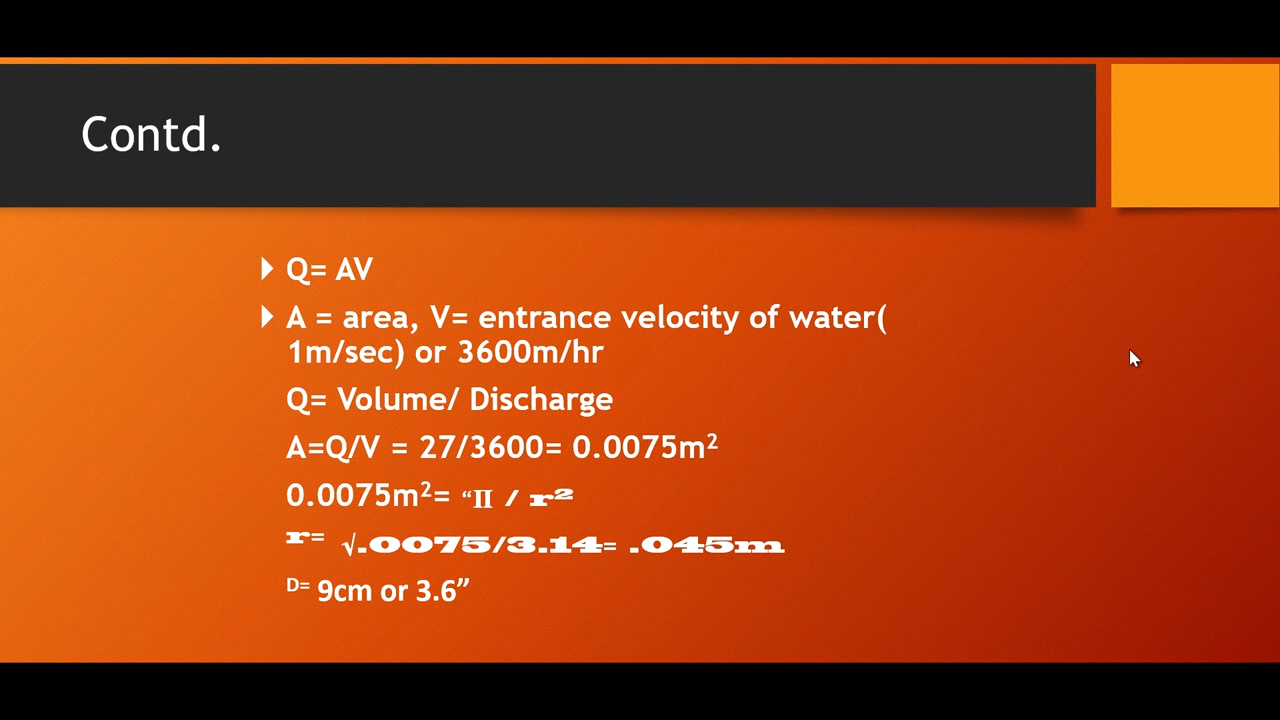 Contd.
Q= AV
A = area, V= entrance velocity of water(
1m/sec) or 3600m/hr
Q= Volume/ Discharge
A=Q/V = 27/3600= 0.0075m²
0.0075m²= “Π / r²
r= √.0075/3.14= .045m
D= 9cm or 3.6”